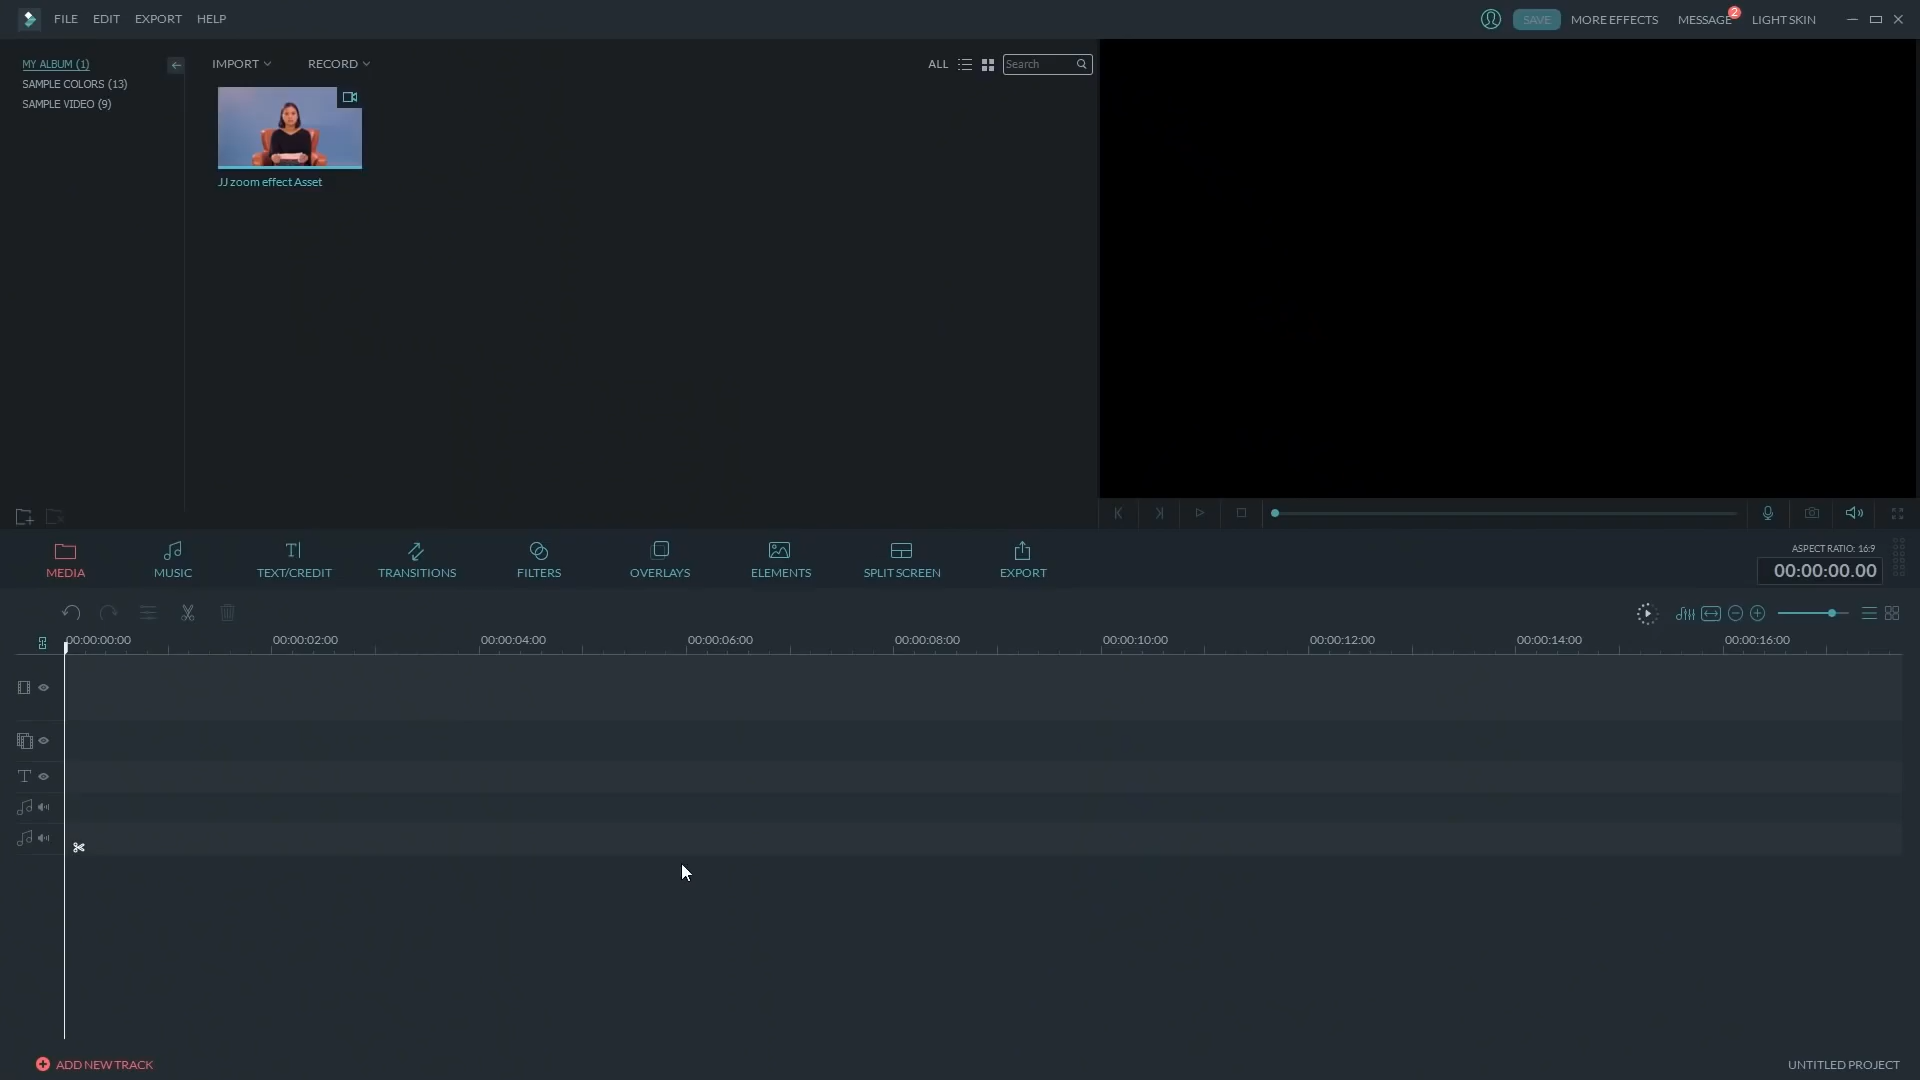 FILE EDIT EXPORT HELP
SAVE MORE EFFECTS MESSAGE 2 LIGHT SKIN
MY ALBUM (1)
SAMPLE COLORS (13)
SAMPLE VIDEO (9)
IMPORT RECORD ALL Search
JJ zoom effect Asset
MEDIA MUSIC TEXT/CREDIT TRANSITIONS FILTERS OVERLAYS ELEMENTS SPLIT SCREEN EXPORT
ASPECT RATIO: 16:9
00:00:00.00
00:00:00:00 00:00:02:00 00:00:04:00 00:00:06:00 00:00:08:00 00:00:10:00 00:00:12:00 00:00:14:00 00:00:16:00
ADD NEW TRACK
UNTITLED PROJECT